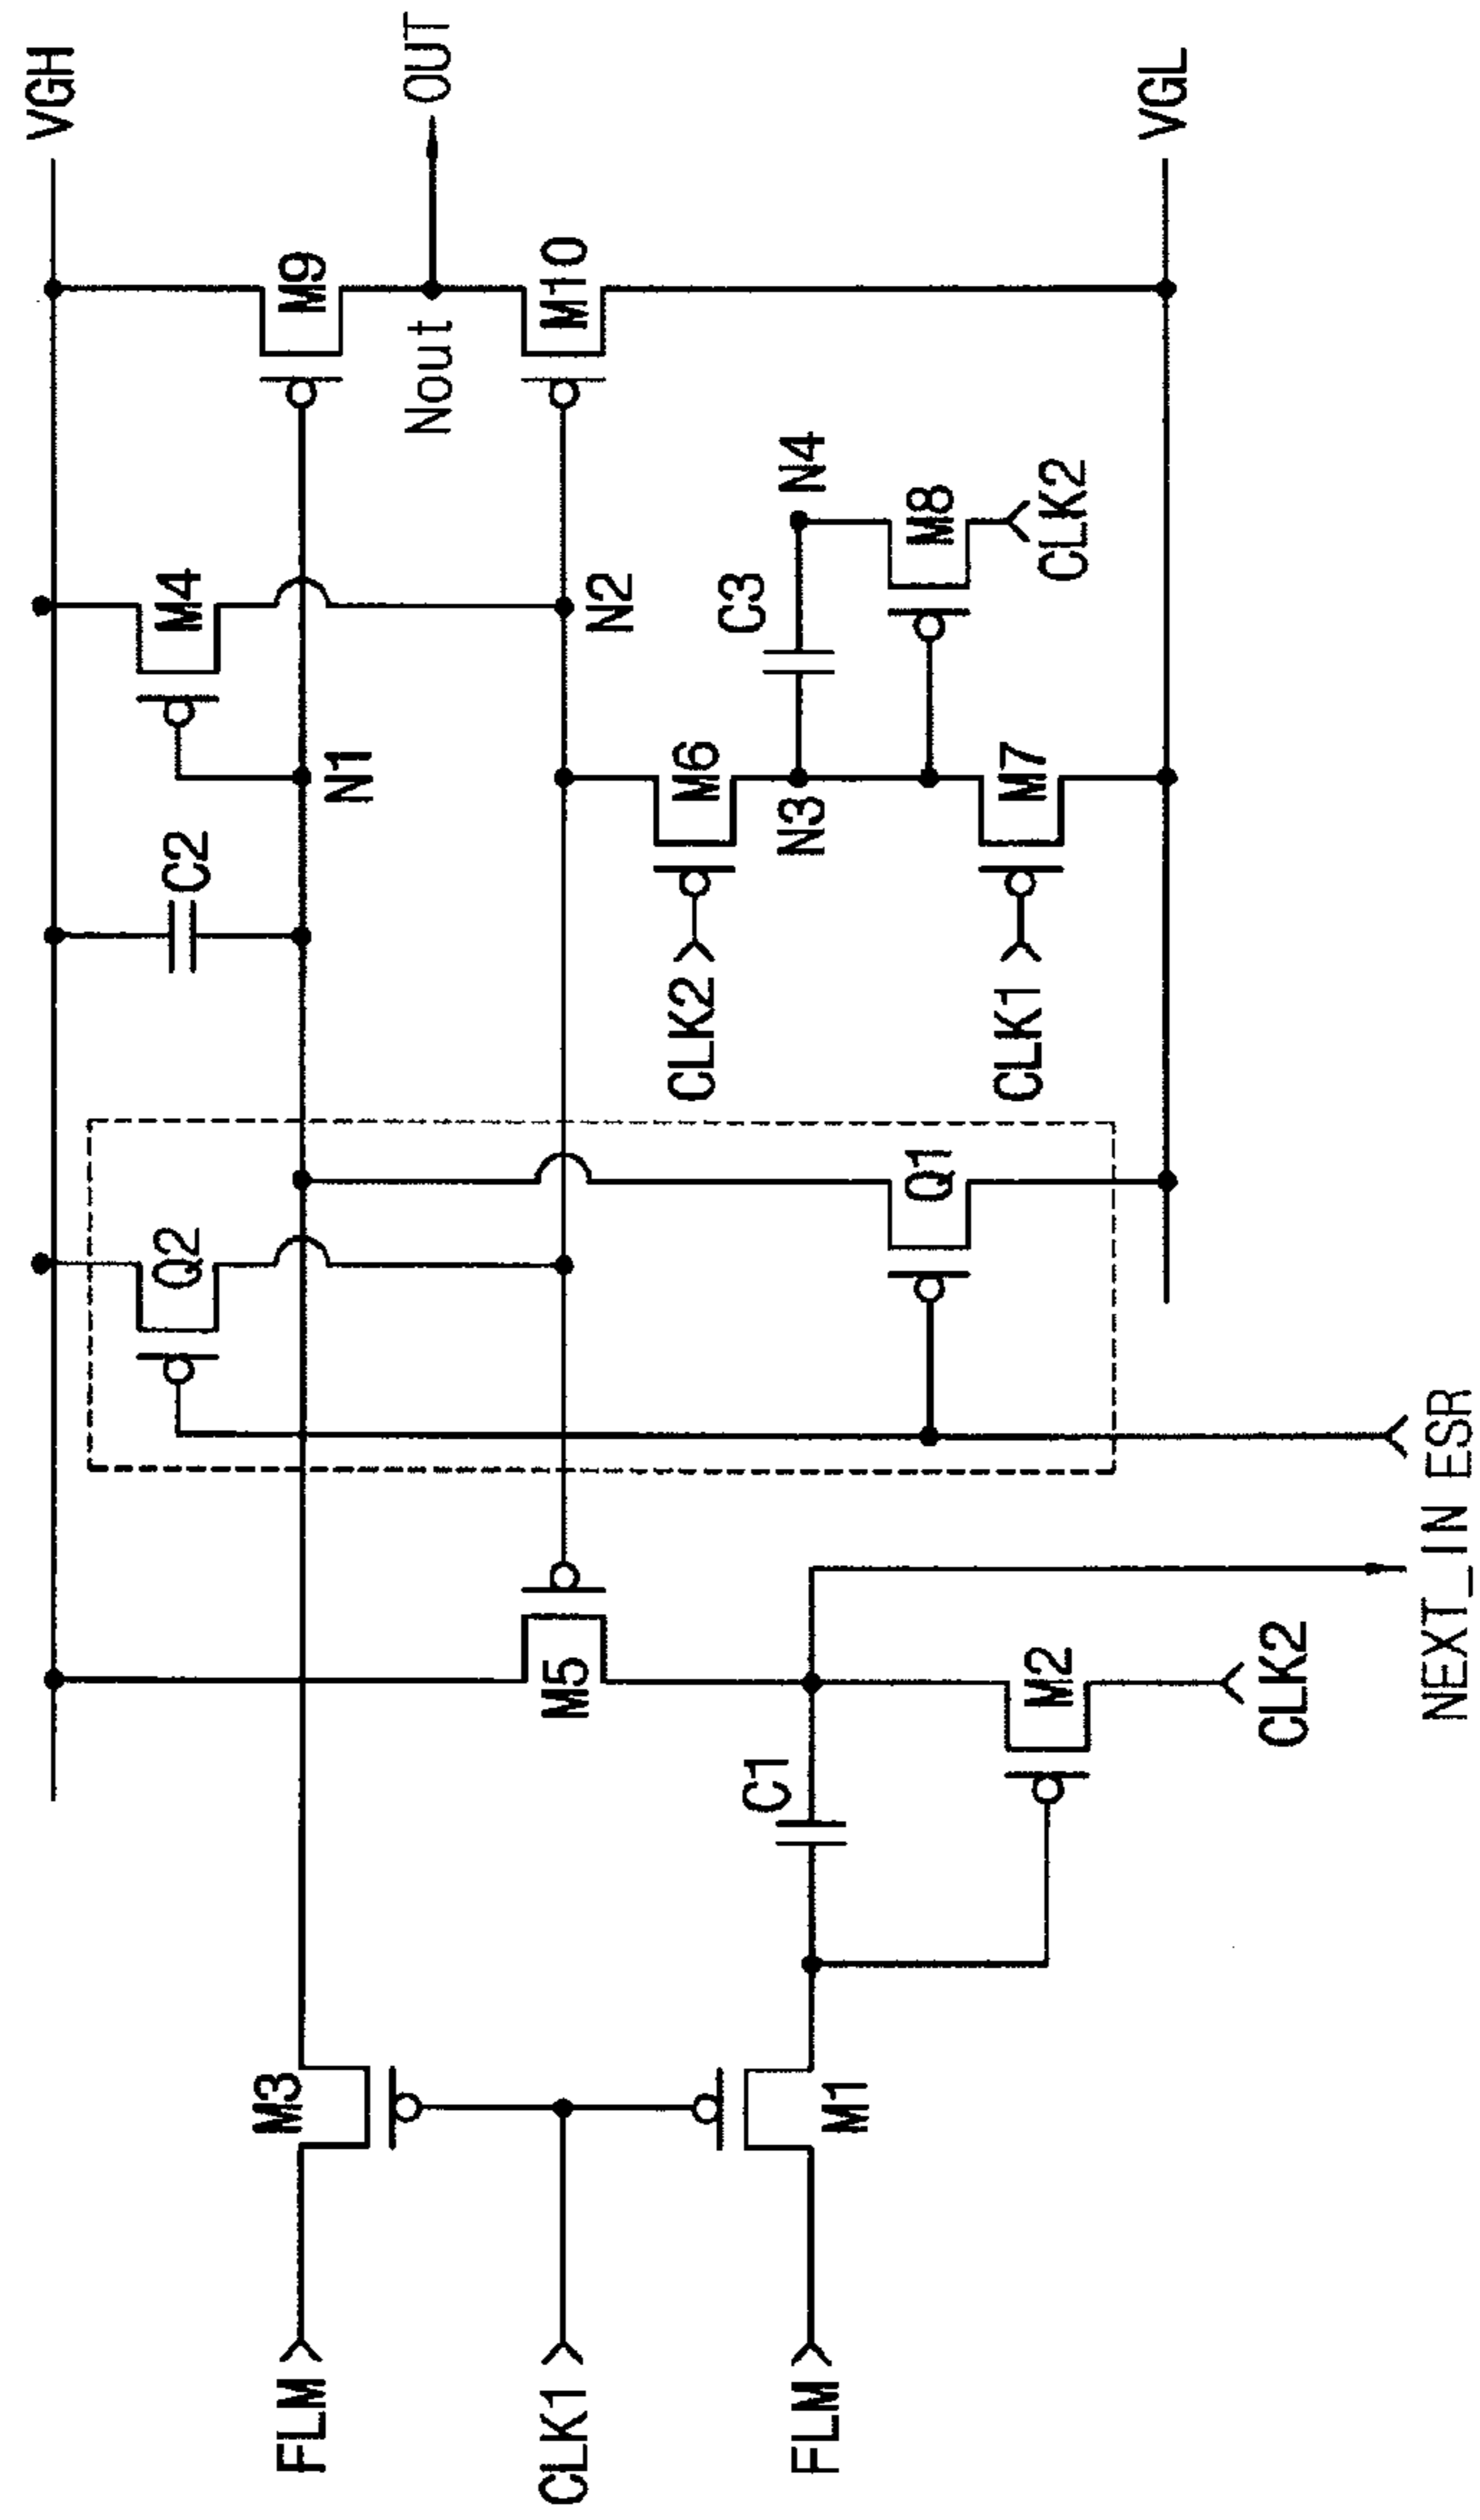 VGH
M4
Q2
C2
M9
M3
FLM
N1
OUT
Nout
M10
M5
CLK1
N2
M6
CLK2
C3
N4
N3
C1
FLM
M1
M8
Q1
M7
CLK1
M2
CLK2
VGL
CLK2
NEXT_IN
ESR